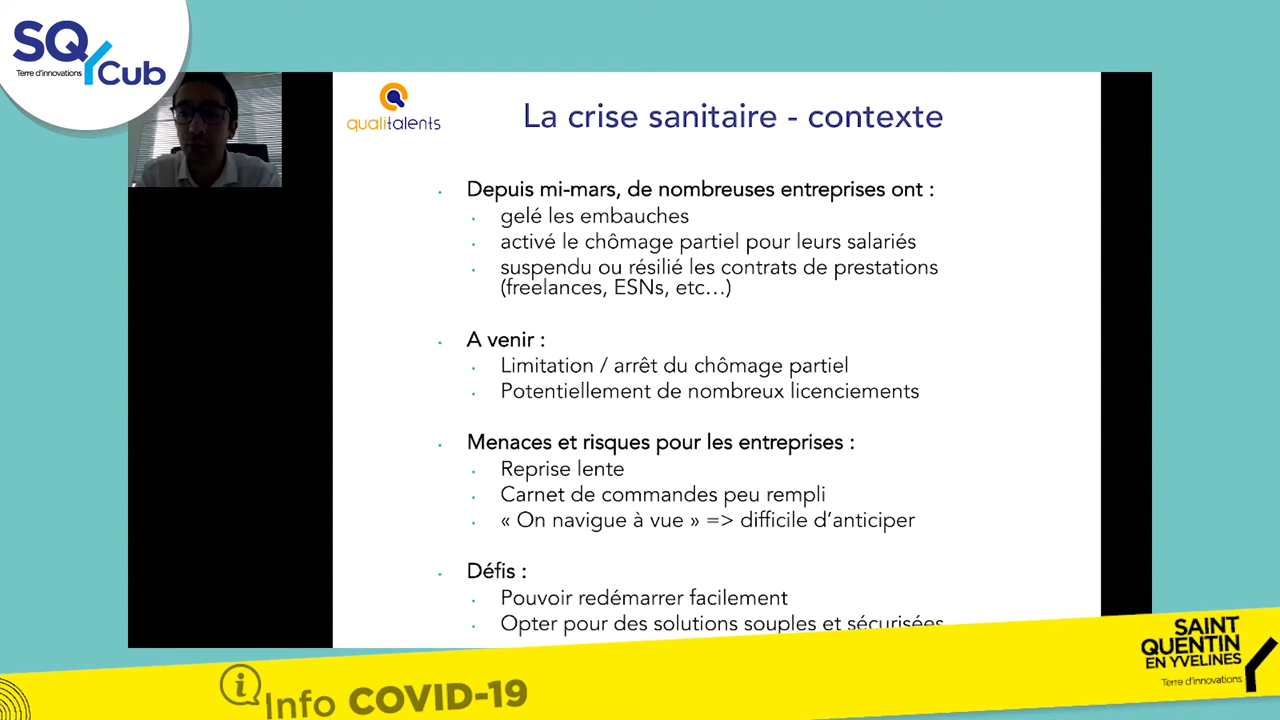 SQY
Cub
Terre d'innovations
qualitalents
La crise sanitaire - contexte
Depuis mi-mars, de nombreuses entreprises ont :
gelé les embauches
activé le chômage partiel pour leurs salariés
suspendu ou résilié les contrats de prestations
(freelances, ESNs, etc…)
A venir :
Limitation / arrêt du chômage partiel
Potentiellement de nombreux licenciements
Menaces et risques pour les entreprises :
Reprise lente
Carnet de commandes peu rempli
« On navigue à vue » => difficile d'anticiper
Défis :
Pouvoir redémarrer facilement
Opter pour des solutions souples et sécurisées
Info COVID-19
SAINT
QUENTIN
EN YVELINES
Terre d'innovations